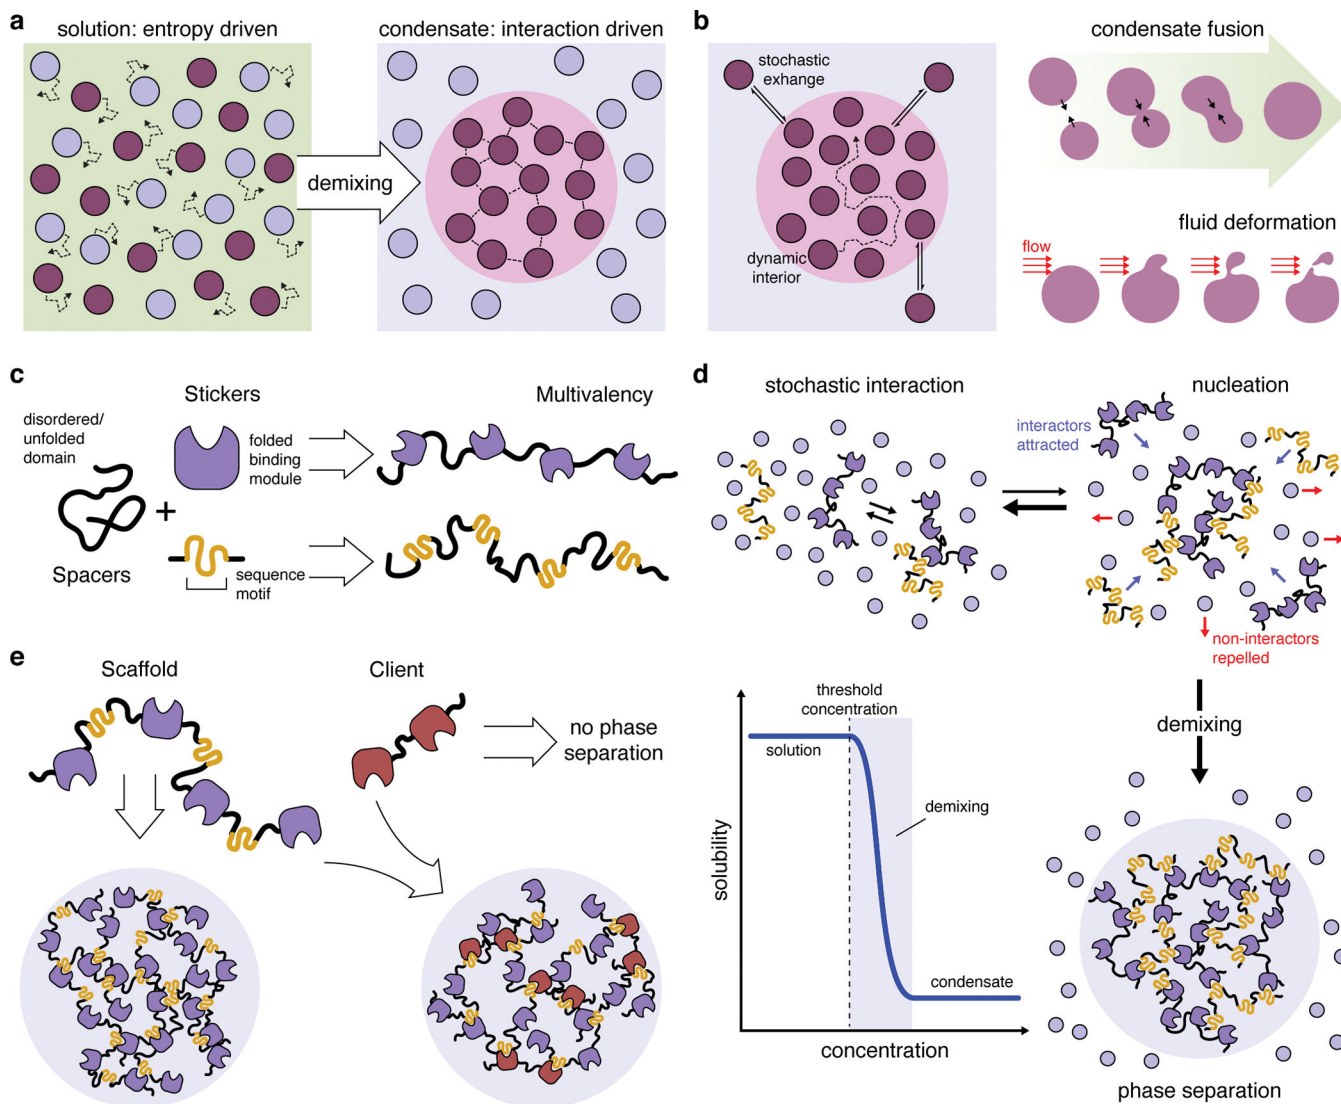 a
solution: entropy driven
condensate: interaction driven
demixing
b
stochastic
exhange
dynamic
interior
condensate fusion
fluid deformation
flow
c
Stickers
Multivalency
disordered/
unfolded
domain
folded
binding
module
+
Spacers
sequence
motif
d
stochastic interaction
nucleation
interactors
attracted
non-interactors
repelled
demixing
threshold
concentration
solution
demixing
condensate
solubility
concentration
phase separation
e
Scaffold
Client
no phase
separation